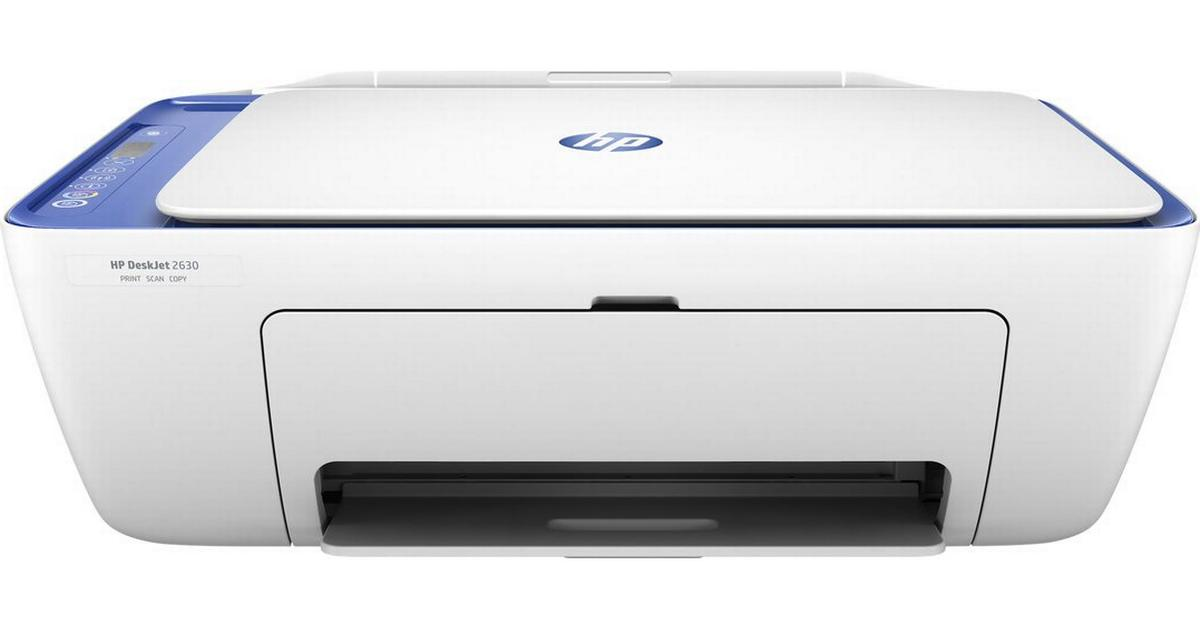 hp
HP DeskJet 2630
PRINT SCAN COPY